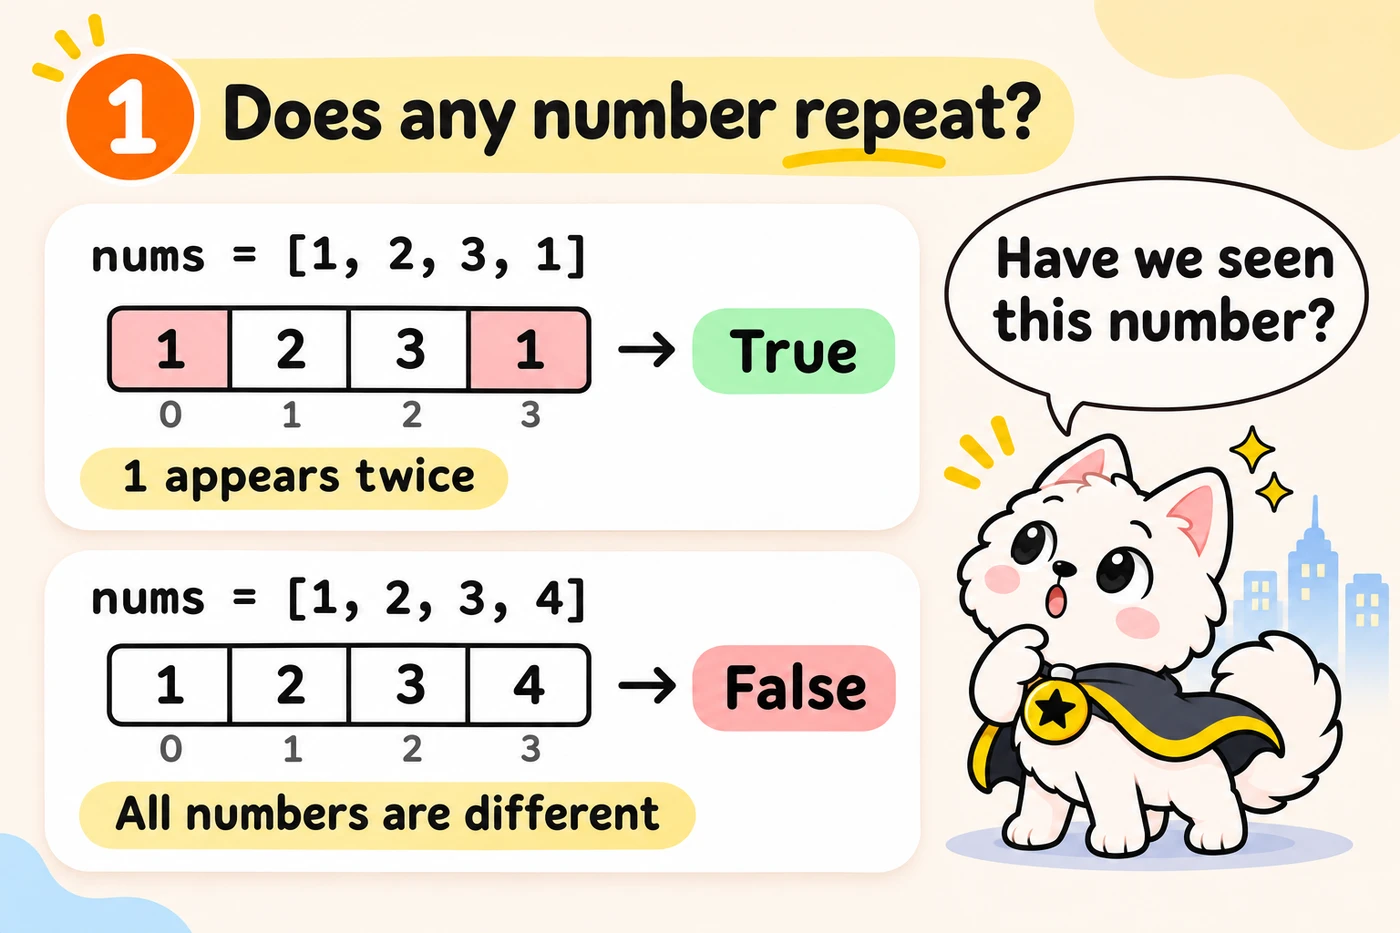 1 Does any number repeat?
nums = [1, 2, 3, 1]
1 2 3 1 → True
0 1 2 3
1 appears twice
nums = [1, 2, 3, 4]
1 2 3 4 → False
0 1 2 3
All numbers are different
Have we seen
this number?